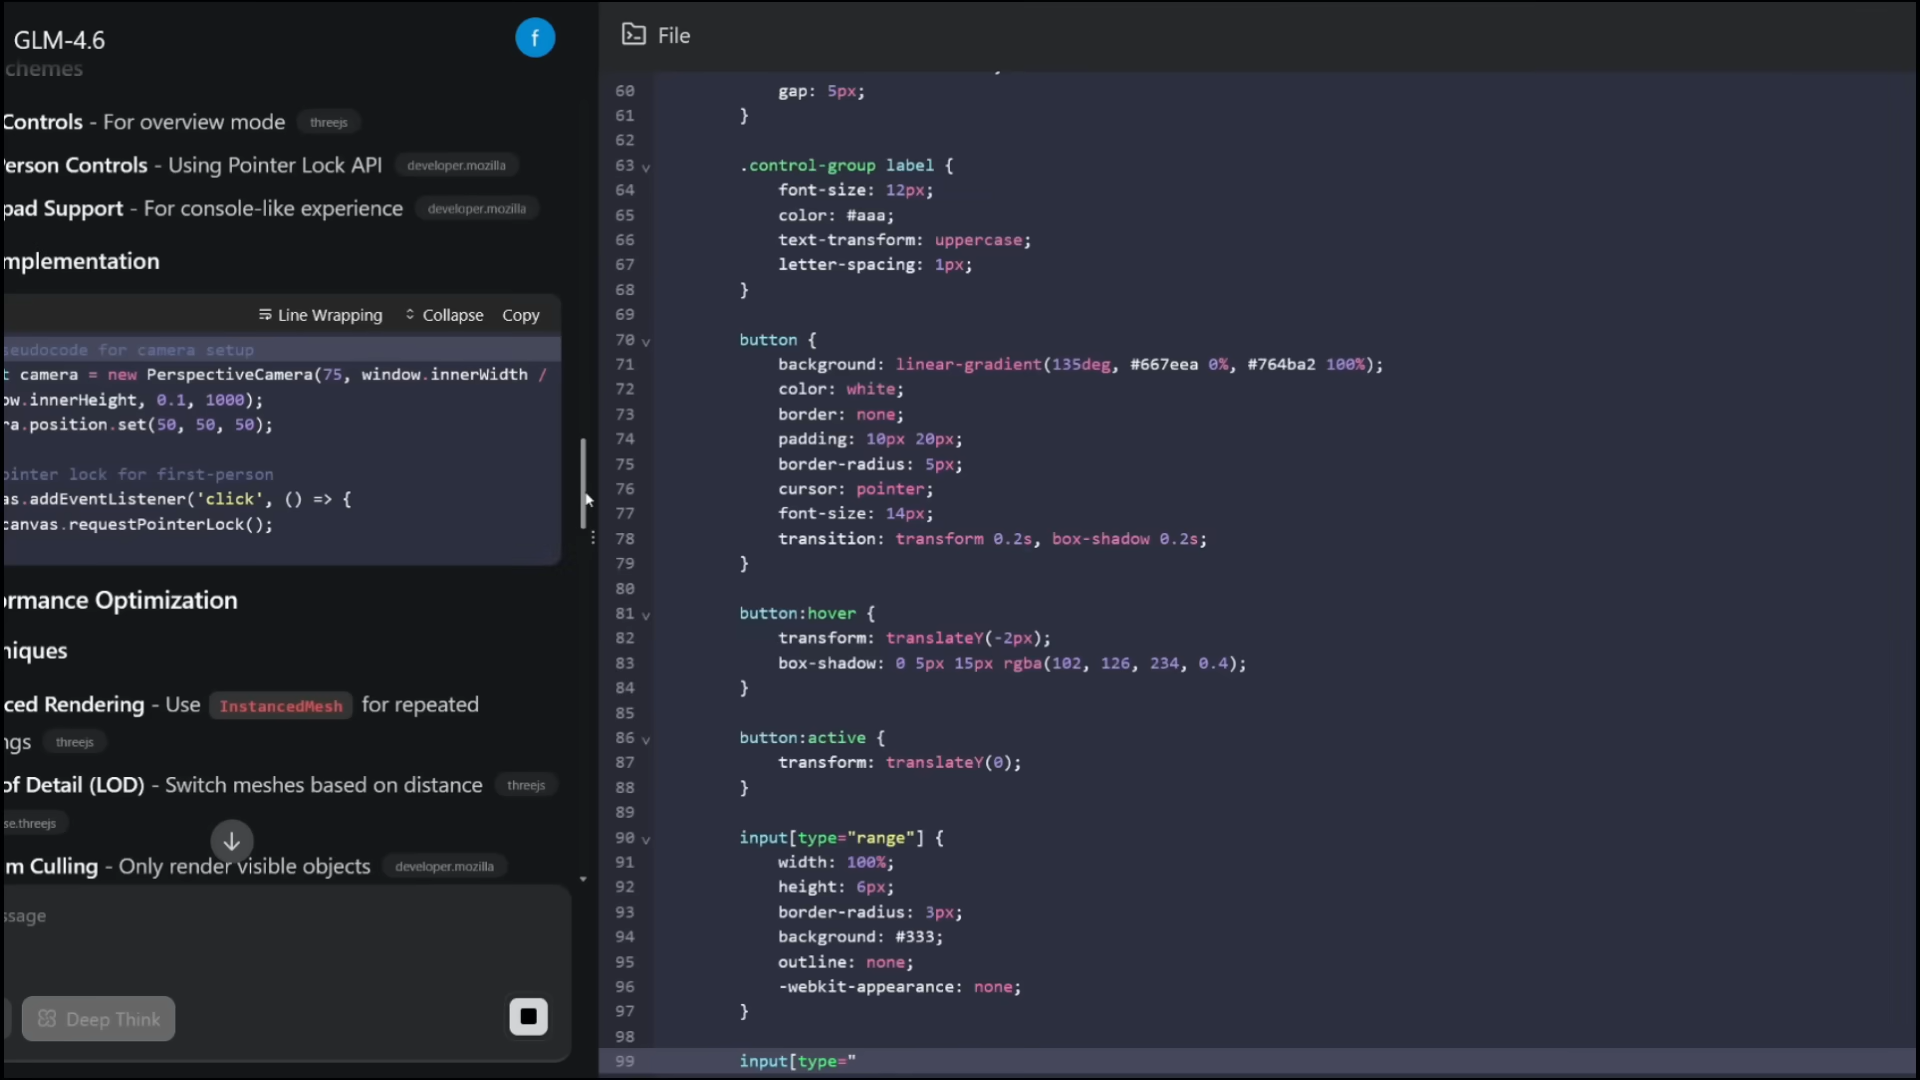 GLM-4.6
f
chemes
Controls - For overview mode threejs
erson Controls - Using Pointer Lock API developer.mozilla
pad Support - For console-like experience developer.mozilla
mplementation
Line Wrapping Collapse Copy
seudocode for camera setup
t camera = new PerspectiveCamera(75, window.innerWidth /
ow.innerHeight, 0.1, 1000);
ra.position.set(50, 50, 50);
ointer lock for first-person
as.addEventListener('click', () => {
canvas.requestPointerLock();
ormance Optimization
niques
ced Rendering - Use InstancedMesh for repeated
ngs threejs
of Detail (LOD) - Switch meshes based on distance threejs
se.threejs
m Culling - Only render visible objects developer.mozilla
ssage
Deep Think
File
60 gap: 5px;
61 }
62
63 .control-group label {
64 font-size: 12px;
65 color: #aaa;
66 text-transform: uppercase;
67 letter-spacing: 1px;
68 }
69
70 button {
71 background: linear-gradient(135deg, #667eea 0%, #764ba2 100%);
72 color: white;
73 border: none;
74 padding: 10px 20px;
75 border-radius: 5px;
76 cursor: pointer;
77 font-size: 14px;
78 transition: transform 0.2s, box-shadow 0.2s;
79 }
80
81 button:hover {
82 transform: translateY(-2px);
83 box-shadow: 0 5px 15px rgba(102, 126, 234, 0.4);
84 }
85
86 button:active {
87 transform: translateY(0);
88 }
89
90 input[type="range"] {
91 width: 100%;
92 height: 6px;
93 border-radius: 3px;
94 background: #333;
95 outline: none;
96 -webkit-appearance: none;
97 }
98
99 input[type="